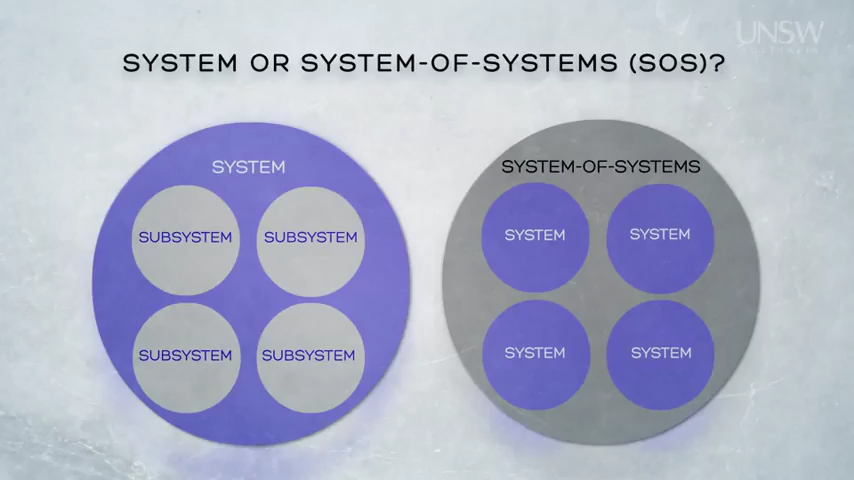 UNSW
AUSTRALIA
SYSTEM OR SYSTEM-OF-SYSTEMS (SOS)?
SYSTEM
SUBSYSTEM SUBSYSTEM
SUBSYSTEM SUBSYSTEM
SYSTEM-OF-SYSTEMS
SYSTEM SYSTEM
SYSTEM SYSTEM